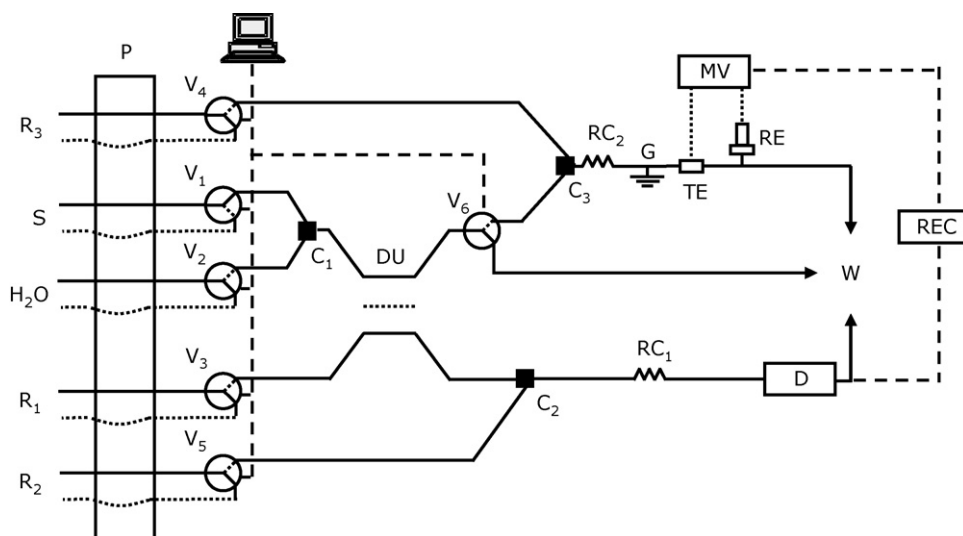 P
V₄
R₃
V₁
S
V₂
H₂O
V₃
R₁
V₅
R₂
C₁
DU
V₆
C₃
RC₂
G
TE
MV
RE
REC
W
C₂
RC₁
D